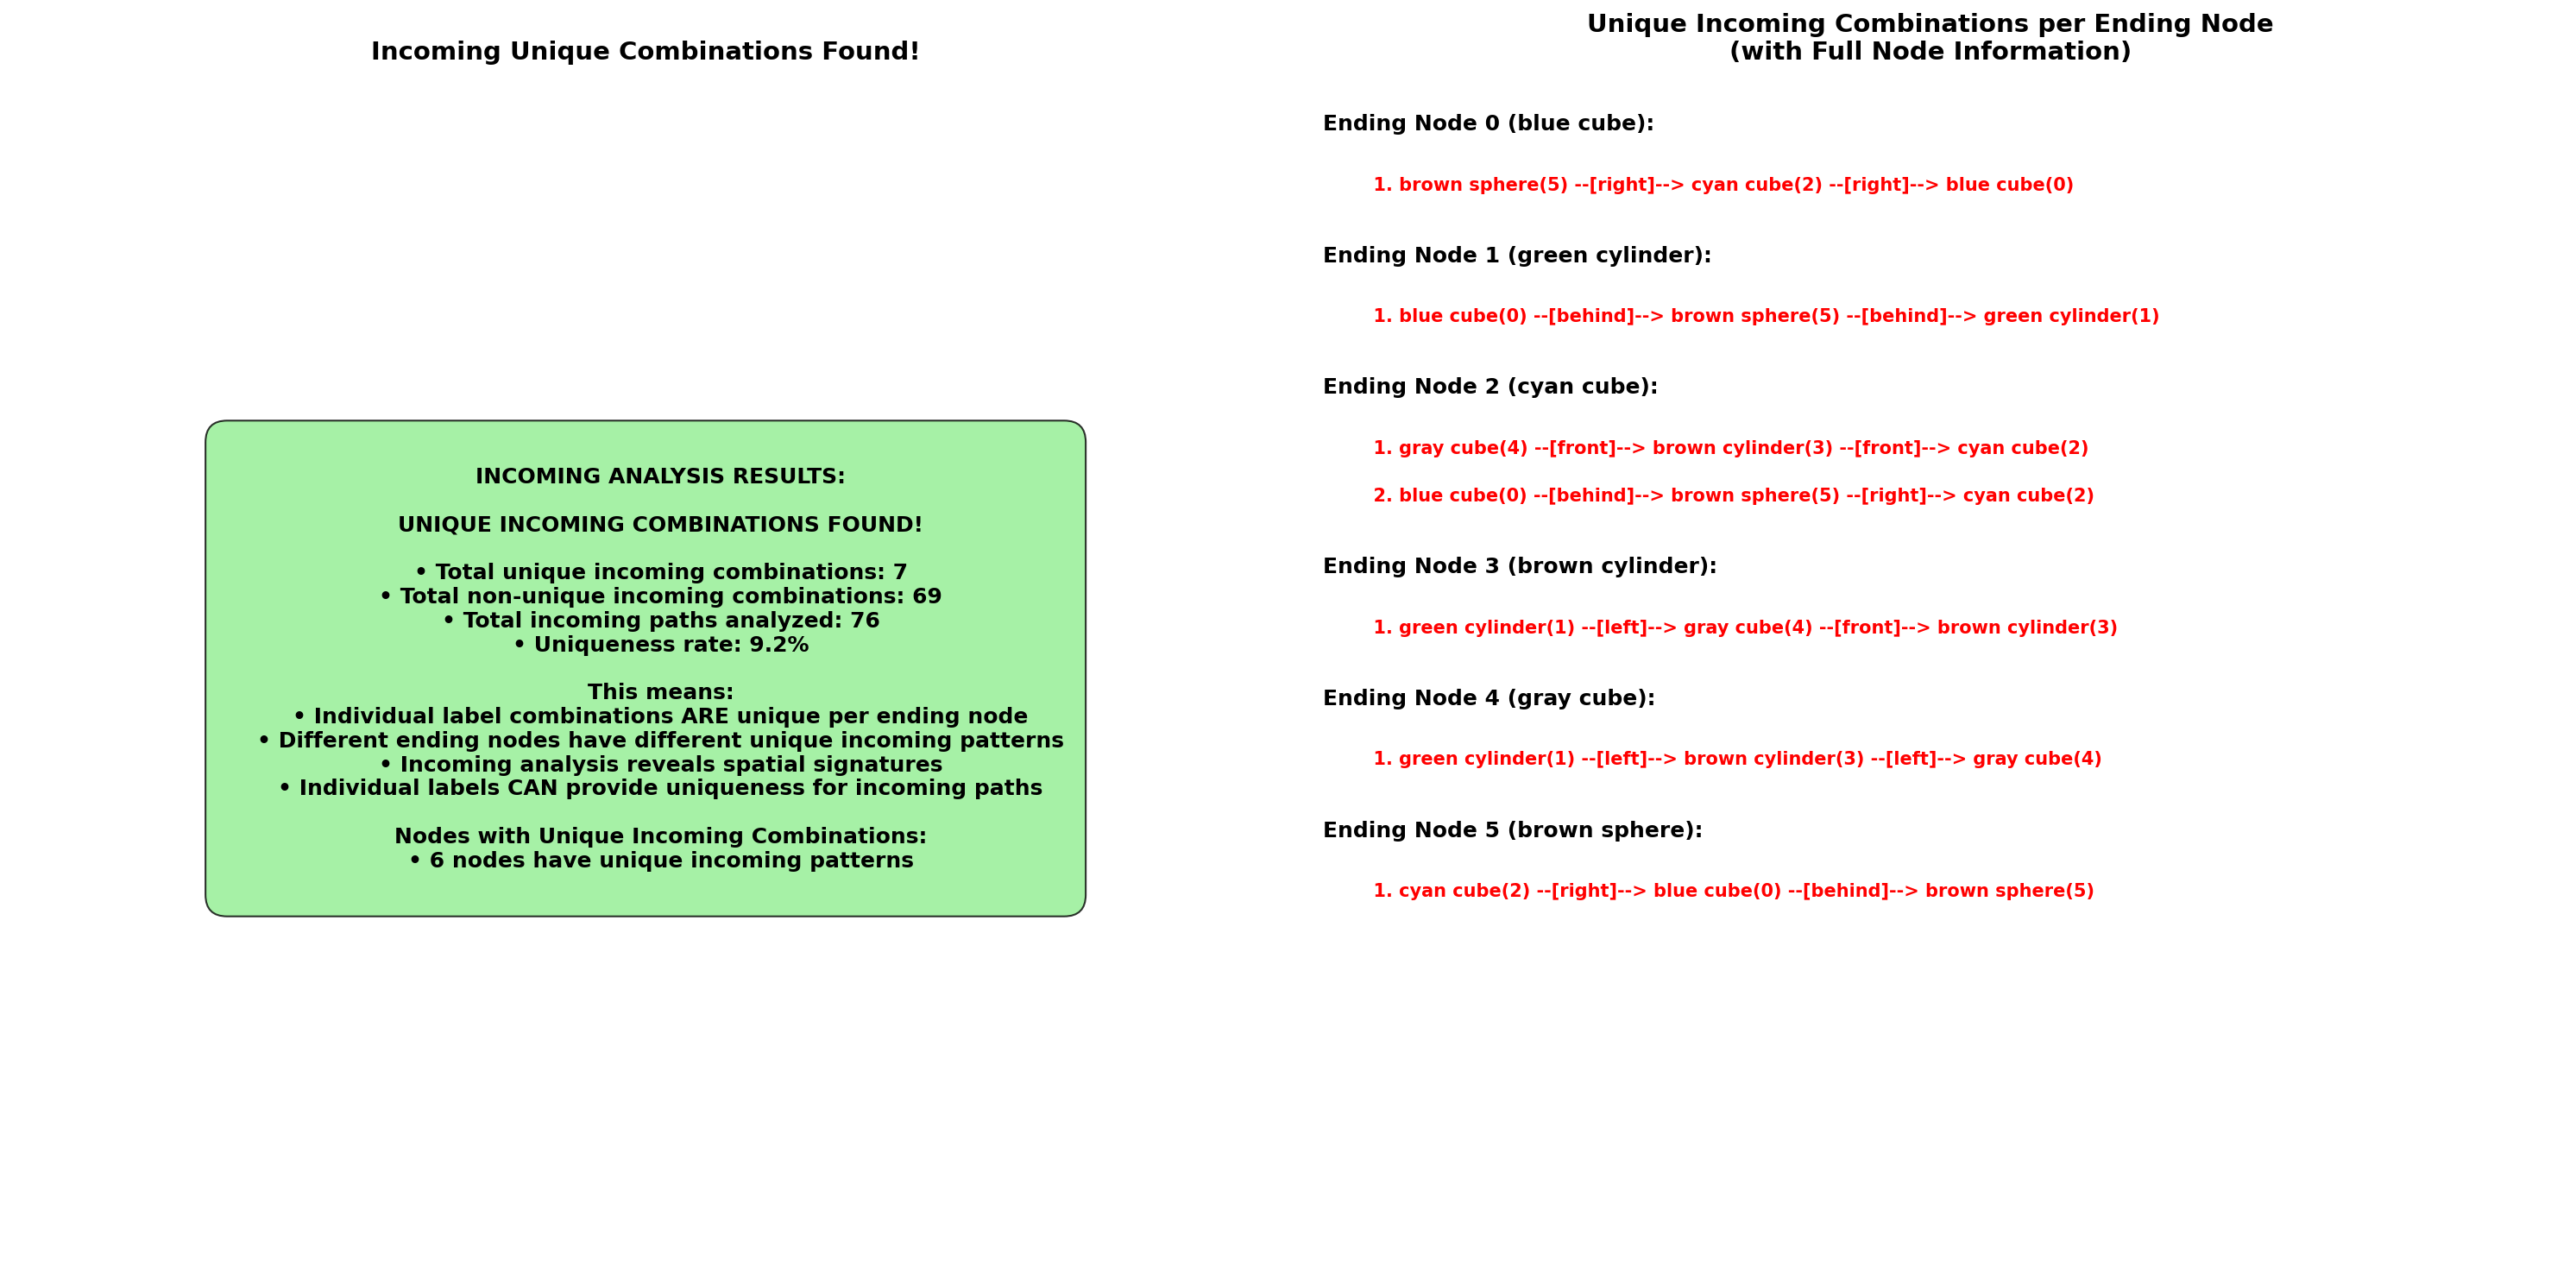 Incoming Unique Combinations Found!
INCOMING ANALYSIS RESULTS:
UNIQUE INCOMING COMBINATIONS FOUND!
• Total unique incoming combinations: 7
• Total non-unique incoming combinations: 69
• Total incoming paths analyzed: 76
• Uniqueness rate: 9.2%
This means:
• Individual label combinations ARE unique per ending node
• Different ending nodes have different unique incoming patterns
• Incoming analysis reveals spatial signatures
• Individual labels CAN provide uniqueness for incoming paths
Nodes with Unique Incoming Combinations:
• 6 nodes have unique incoming patterns
Unique Incoming Combinations per Ending Node
(with Full Node Information)
Ending Node 0 (blue cube):
1. brown sphere(5) --[right]--> cyan cube(2) --[right]--> blue cube(0)
Ending Node 1 (green cylinder):
1. blue cube(0) --[behind]--> brown sphere(5) --[behind]--> green cylinder(1)
Ending Node 2 (cyan cube):
1. gray cube(4) --[front]--> brown cylinder(3) --[front]--> cyan cube(2)
2. blue cube(0) --[behind]--> brown sphere(5) --[right]--> cyan cube(2)
Ending Node 3 (brown cylinder):
1. green cylinder(1) --[left]--> gray cube(4) --[front]--> brown cylinder(3)
Ending Node 4 (gray cube):
1. green cylinder(1) --[left]--> brown cylinder(3) --[left]--> gray cube(4)
Ending Node 5 (brown sphere):
1. cyan cube(2) --[right]--> blue cube(0) --[behind]--> brown sphere(5)